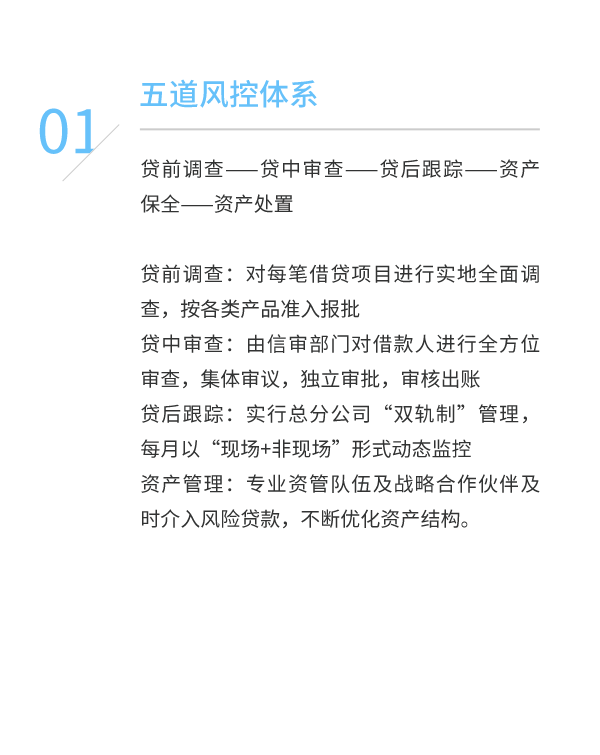 五道风控体系
01
贷前调查——贷中审查——贷后跟踪——资产
保全——资产处置
贷前调查：对每笔借贷项目进行实地全面调
查，按各类产品准入报批
贷中审查：由信审部门对借款人进行全方位
审查，集体审议，独立审批，审核出账
贷后跟踪：实行总分公司“双轨制”管理，
每月以“现场+非现场”形式动态监控
资产管理：专业资管队伍及战略合作伙伴及
时介入风险贷款，不断优化资产结构。